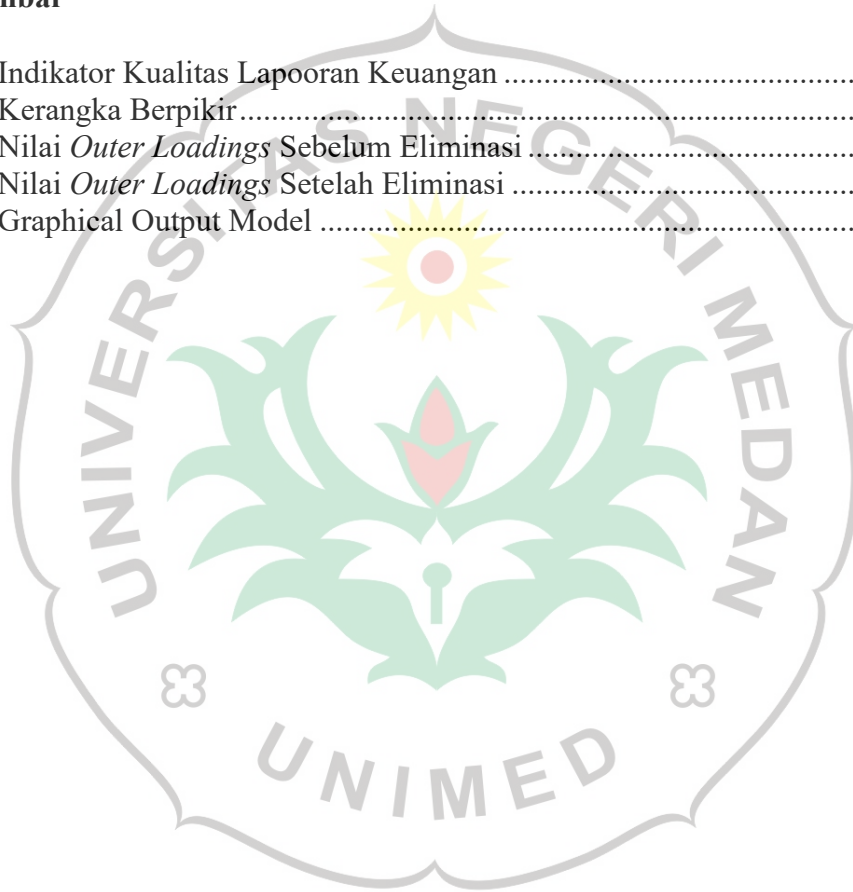 Indikator Kualitas Lapooran Keuangan ...........................................
Kerangka Berpikir....................................................................................
Nilai Outer Loadings Sebelum Eliminasi ........................................
Nilai Outer Loadings Setelah Eliminasi ..........................................
Graphical Output Model ........................................................................
UNIVERSITAS NEGERI MEDAN
UNIMED